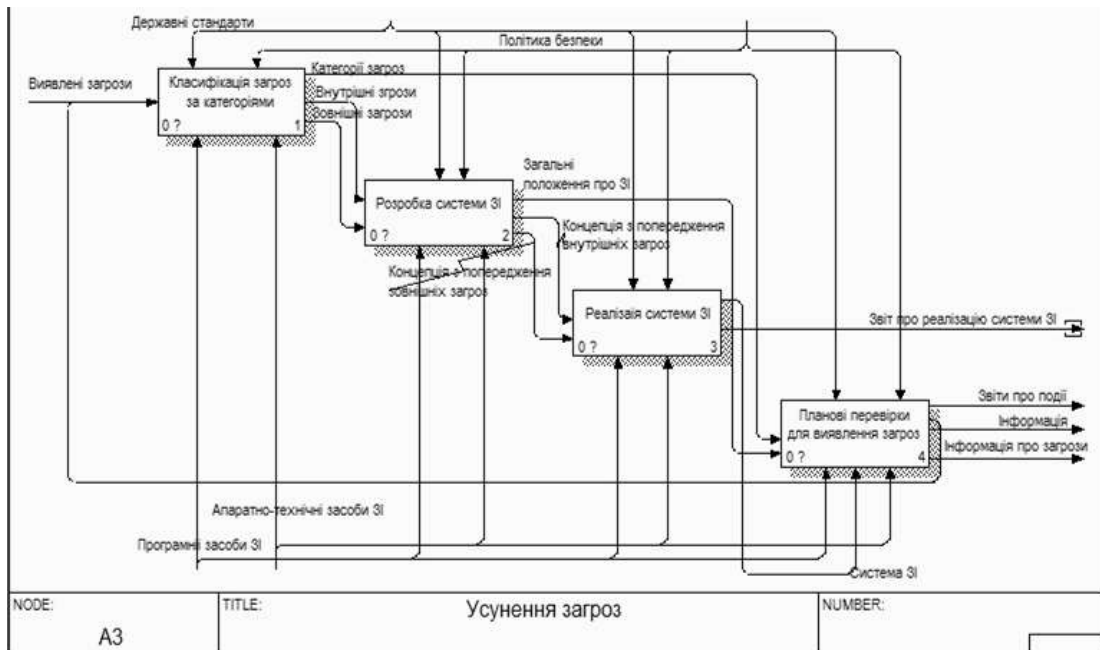 Державні стандарти
Політика безпеки
Виявлені загрози
Класифікація загроз
за категоріями
0 ?
1
Категорії загроз
Внутрішні згрози
Зовнішні загрози
Розробка системи ЗІ
0 ?
2
Загальні
положення про ЗІ
Концепція з попередження
внутрішніх загроз
Концепція з попередження
зовнішніх загроз
Реалізаія системи ЗІ
0 ?
3
Звіт про реалізацію системи ЗІ
Планові перевірки
для виявлення загроз
0 ?
4
Звіти про події
Інформація
Інформація про загрози
Апаратно-технічні засоби ЗІ
Програмнії засоби ЗІ
Система ЗІ
NODE:
A3
TITLE:
Усунення загроз
NUMBER: